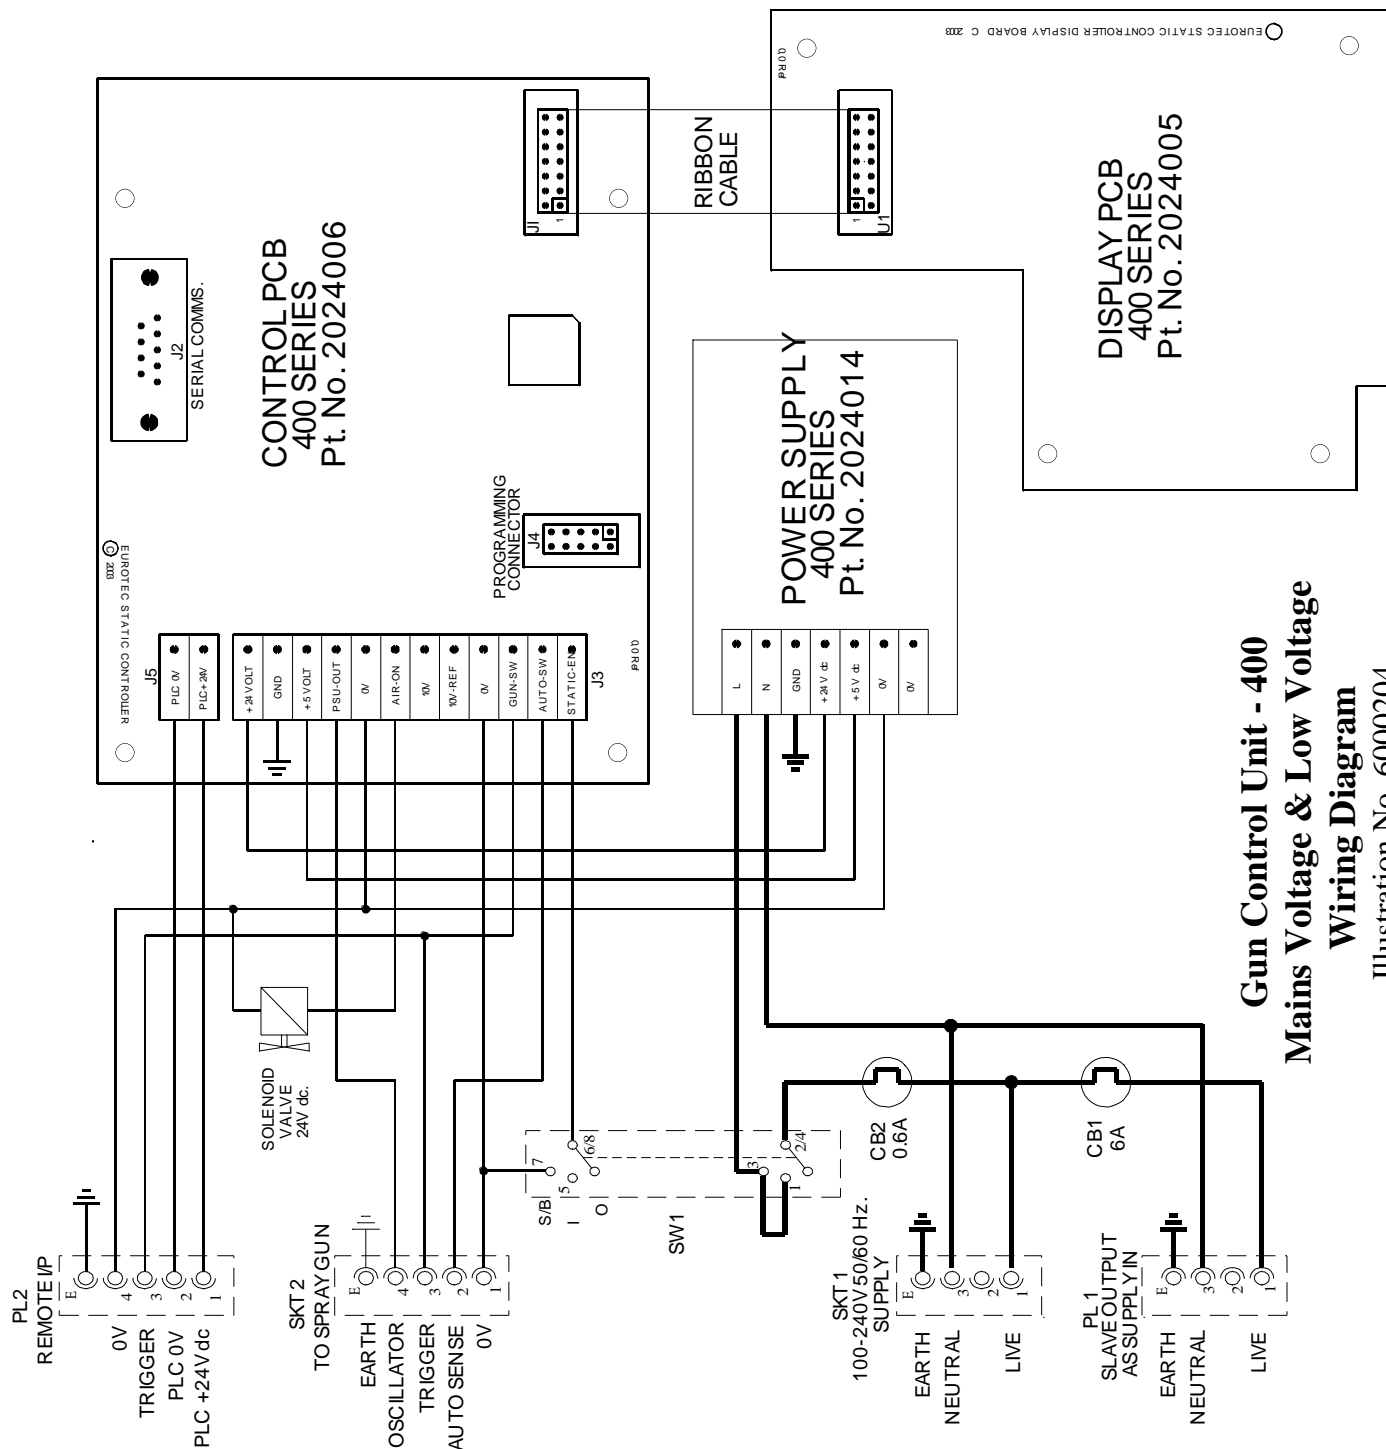 EUROTEC STATIC CONTROLLER DISPLAY BOARD C 2003
RIBBON
CABLE
J1
1
U1
1
J2
SERIAL COMMS.
CONTROL PCB
400 SERIES
Pt. No. 2024006
DISPLAY PCB
400 SERIES
Pt. No. 2024005
POWER SUPPLY
400 SERIES
Pt. No. 2024014
PROGRAMMING
CONNECTOR
J4
C 2003
EUROTEC STATIC CONTROLLER
J5
PLC 0V
PLC+24V
+24 VOLT
GND
+5 VOLT
PSU-OUT
0V
AIR-ON
10V
10V-REF
0V
GUN-SW
AUTO-SW
STATIC-EN
J3
L
N
GND
+24 V dc
+5 V dc
0V
0V
SOLENOID
VALVE
24V dc.
S/B
I
O
7
5
6/8
3
1
2/4
SW1
CB2
0.6A
CB1
6A
PL2
REMOTE I/P
E
4
3
2
1
0V
TRIGGER
PLC 0V
PLC +24V dc
SKT 2
TO SPRAY GUN
E
4
3
2
1
EARTH
OSCILLATOR
TRIGGER
AUTO SENSE
0V
SKT 1
100-240V 50/60 Hz.
SUPPLY
E
3
2
1
EARTH
NEUTRAL
LIVE
PL 1
SLAVE OUTPUT
AS SUPPLY IN
E
3
2
1
EARTH
NEUTRAL
LIVE
Gun Control Unit - 400
Mains Voltage & Low Voltage
Wiring Diagram
Illustration No. 6000204